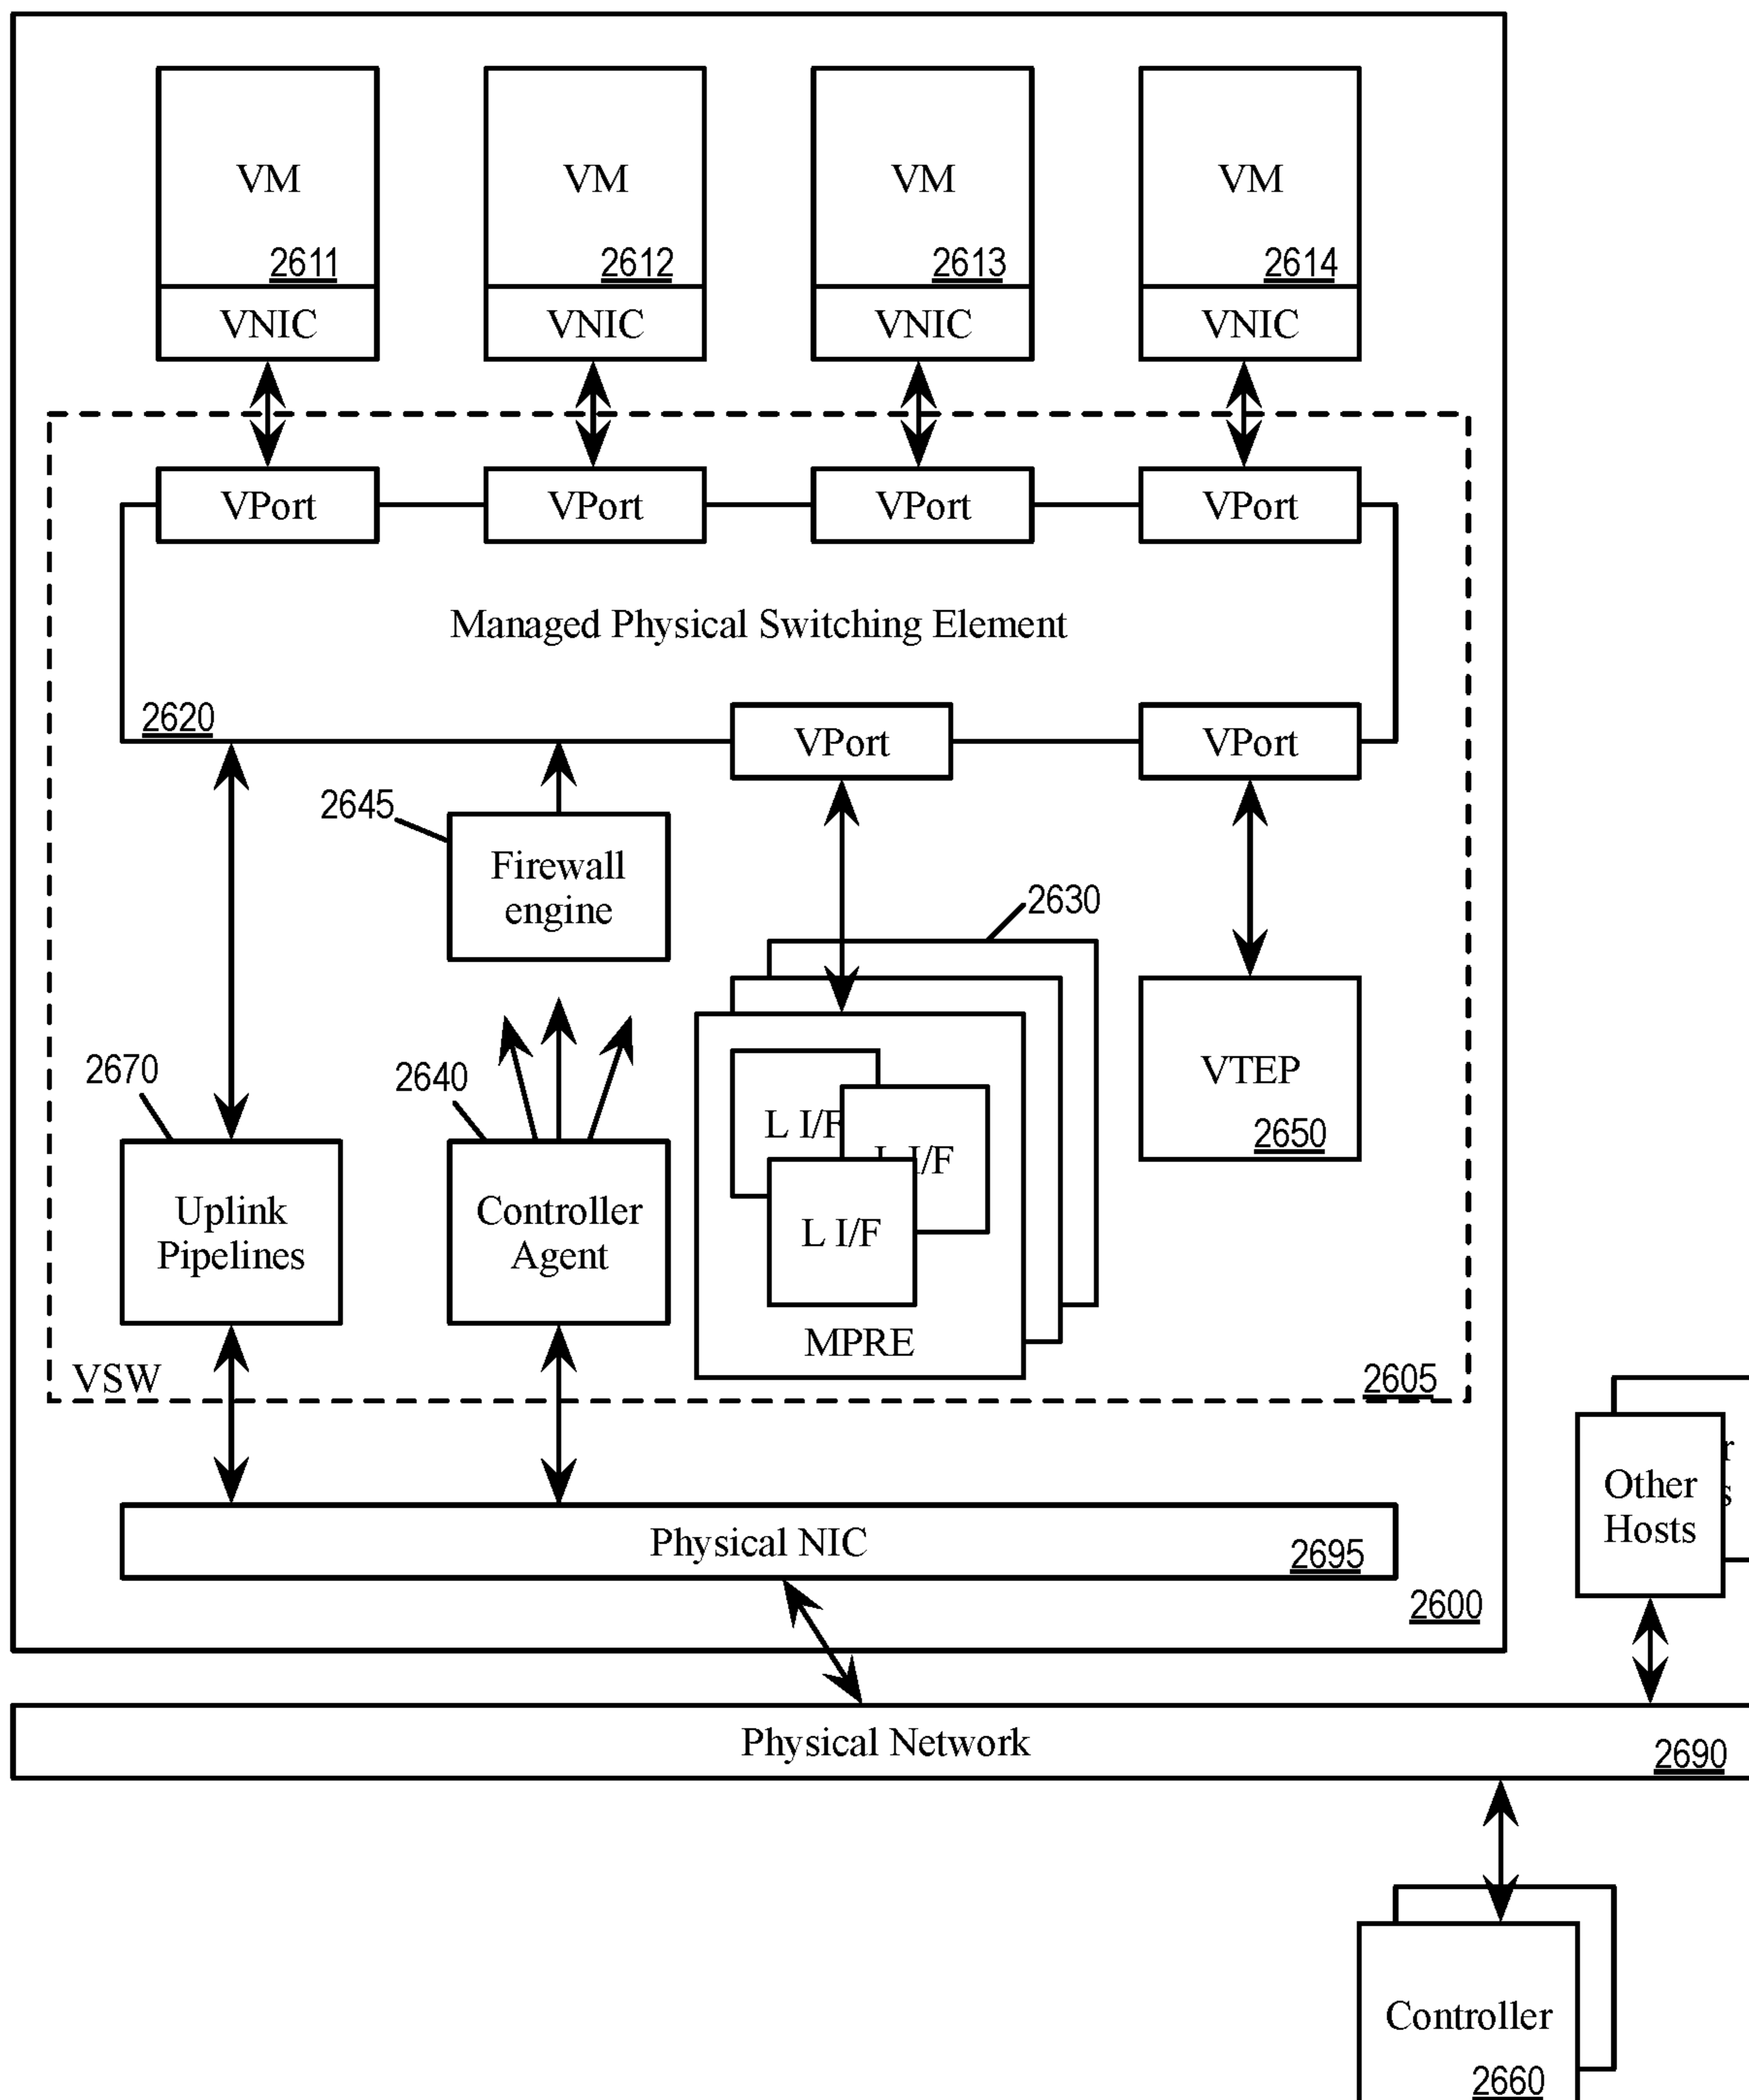 VM
2611
VNIC
VM
2612
VNIC
VM
2613
VNIC
VM
2614
VNIC
VPort
VPort
VPort
VPort
Managed Physical Switching Element
2620
VPort
VPort
2645
Firewall
engine
2630
2670
2640
Uplink
Pipelines
Controller
Agent
L I/F
I/F
L I/F
MPRE
VTEP
2650
VSW
2605
Physical NIC
2695
2600
Other
Hosts
Physical Network
2690
Controller
2660